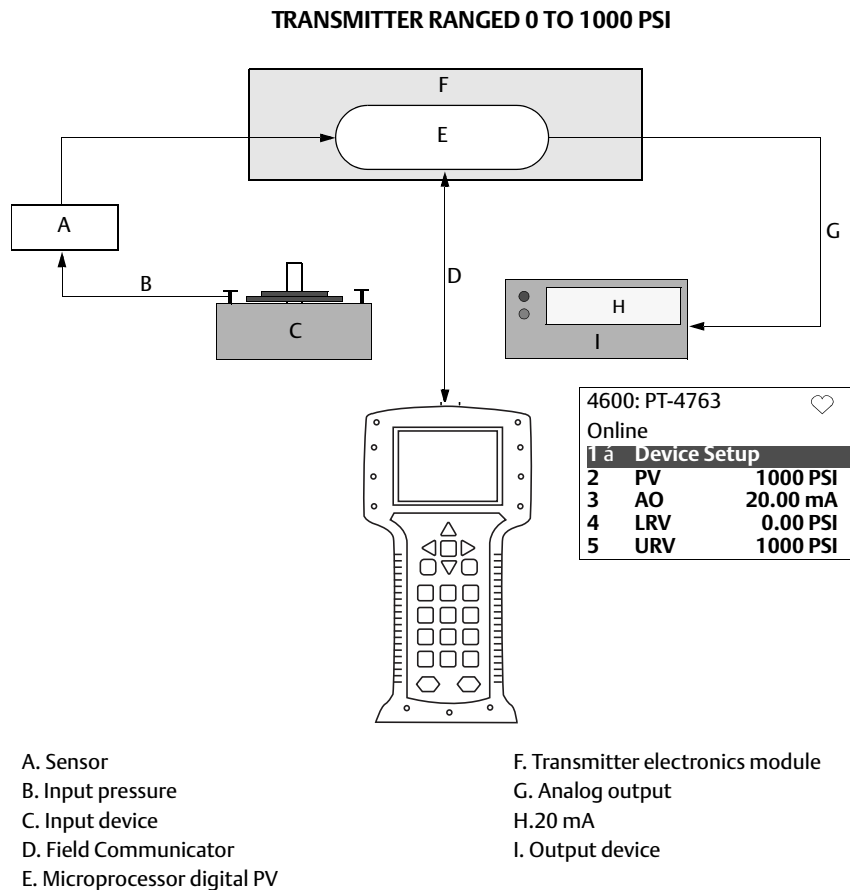 TRANSMITTER RANGED 0 TO 1000 PSI
F
E
A
G
B
D
H
C
I
4600: PT-4763
Online
1 á Device Setup
2 PV 1000 PSI
3 AO 20.00 mA
4 LRV 0.00 PSI
5 URV 1000 PSI
A. Sensor
B. Input pressure
C. Input device
D. Field Communicator
E. Microprocessor digital PV
F. Transmitter electronics module
G. Analog output
H.20 mA
I. Output device